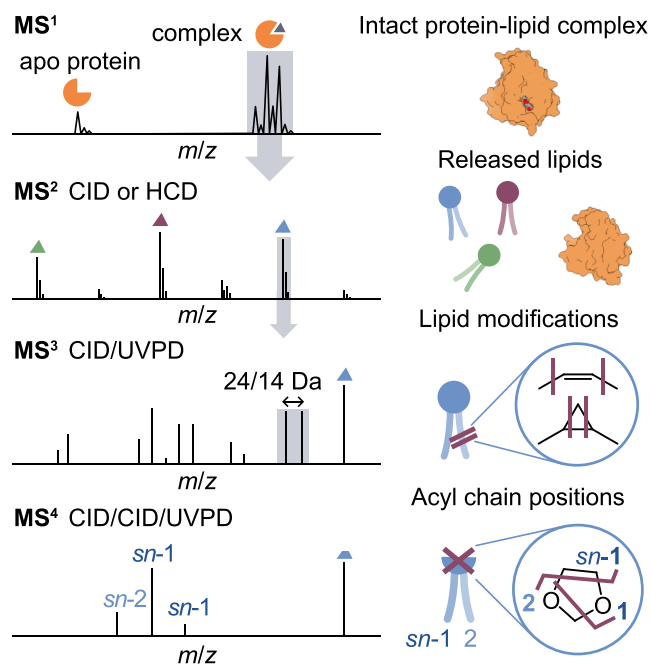 MS¹
complex
apo protein
m/z
Intact protein-lipid complex
MS² CID or HCD
m/z
Released lipids
MS³ CID/UVPD
24/14 Da
m/z
Lipid modifications
MS⁴ CID/CID/UVPD
sn-1
sn-2
sn-1
m/z
Acyl chain positions
sn-1 2
sn-1
2
O
O
1